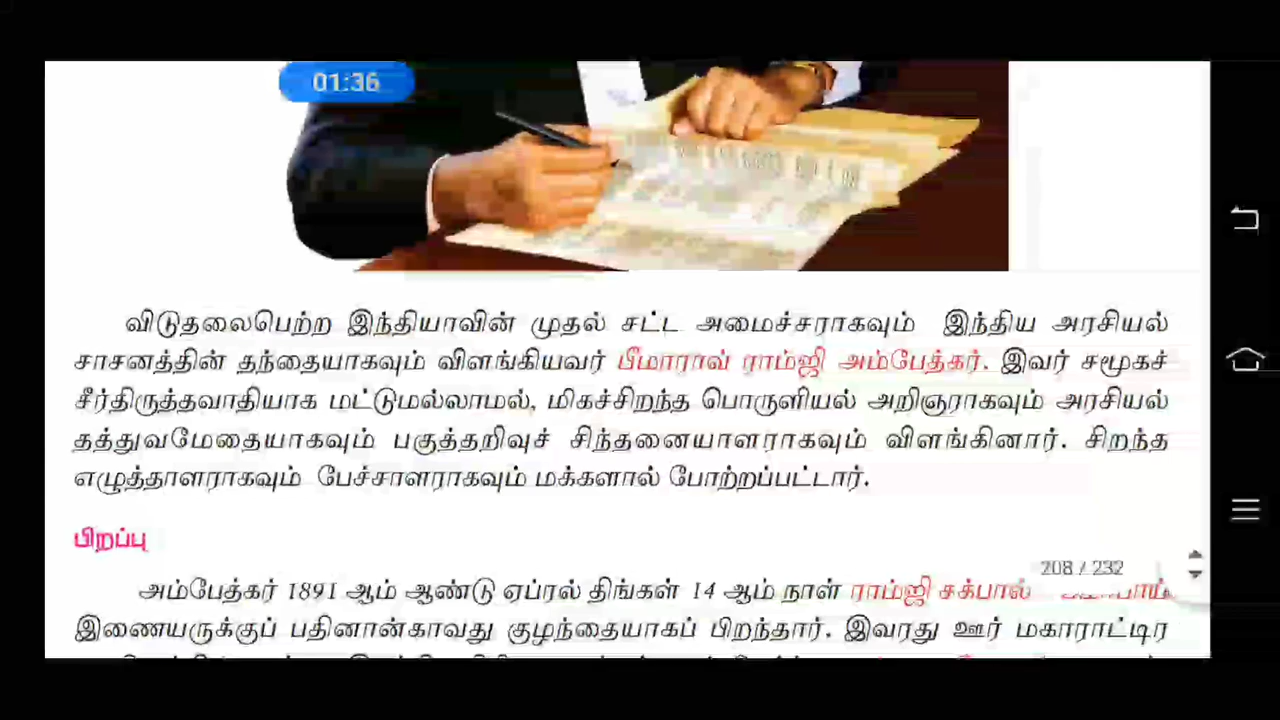 01:36
விடுதலைபெற்ற இந்தியாவின் முதல் சட்ட அமைச்சராகவும் இந்திய அரசியல்
சாசனத்தின் தந்தையாகவும் விளங்கியவர் பீமாராவ் ராம்ஜி அம்பேத்கர். இவர் சமூகச்
சீர்திருத்தவாதியாக மட்டுமல்லாமல், மிகச்சிறந்த பொருளியல் அறிஞராகவும் அரசியல்
தத்துவமேதையாகவும் பகுத்தறிவுச் சிந்தனையாளராகவும் விளங்கினார். சிறந்த
எழுத்தாளராகவும் பேச்சாளராகவும் மக்களால் போற்றப்பட்டார்.
பிறப்பு
208 / 232
அம்பேத்கர் 1891 ஆம் ஆண்டு ஏப்ரல் திங்கள் 14 ஆம் நாள் ராம்ஜி சக்பால்
இணையருக்குப் பதினான்காவது குழந்தையாகப் பிறந்தார். இவரது ஊர் மகாராட்டிர